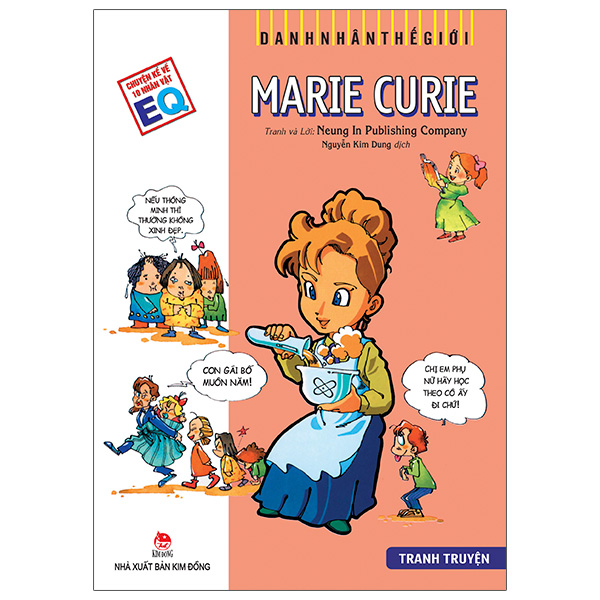 DANH NHÂN THẾ GIỚI
CHUYỆN KỂ VỀ
10 NHÂN VẬT
EQ
MARIE CURIE
Tranh và Lời: Neung In Publishing Company
Nguyễn Kim Dung dịch
NẾU THÔNG
MINH THÌ
THƯỜNG KHÔNG
XINH ĐẸP...
CON GÁI BỐ
MUÔN NĂM!
CHỊ EM PHỤ
NỮ HÃY HỌC
THEO CÔ ẤY
ĐI CHỨ!
KIM ĐỒNG
NHÀ XUẤT BẢN KIM ĐỒNG
TRANH TRUYỆN